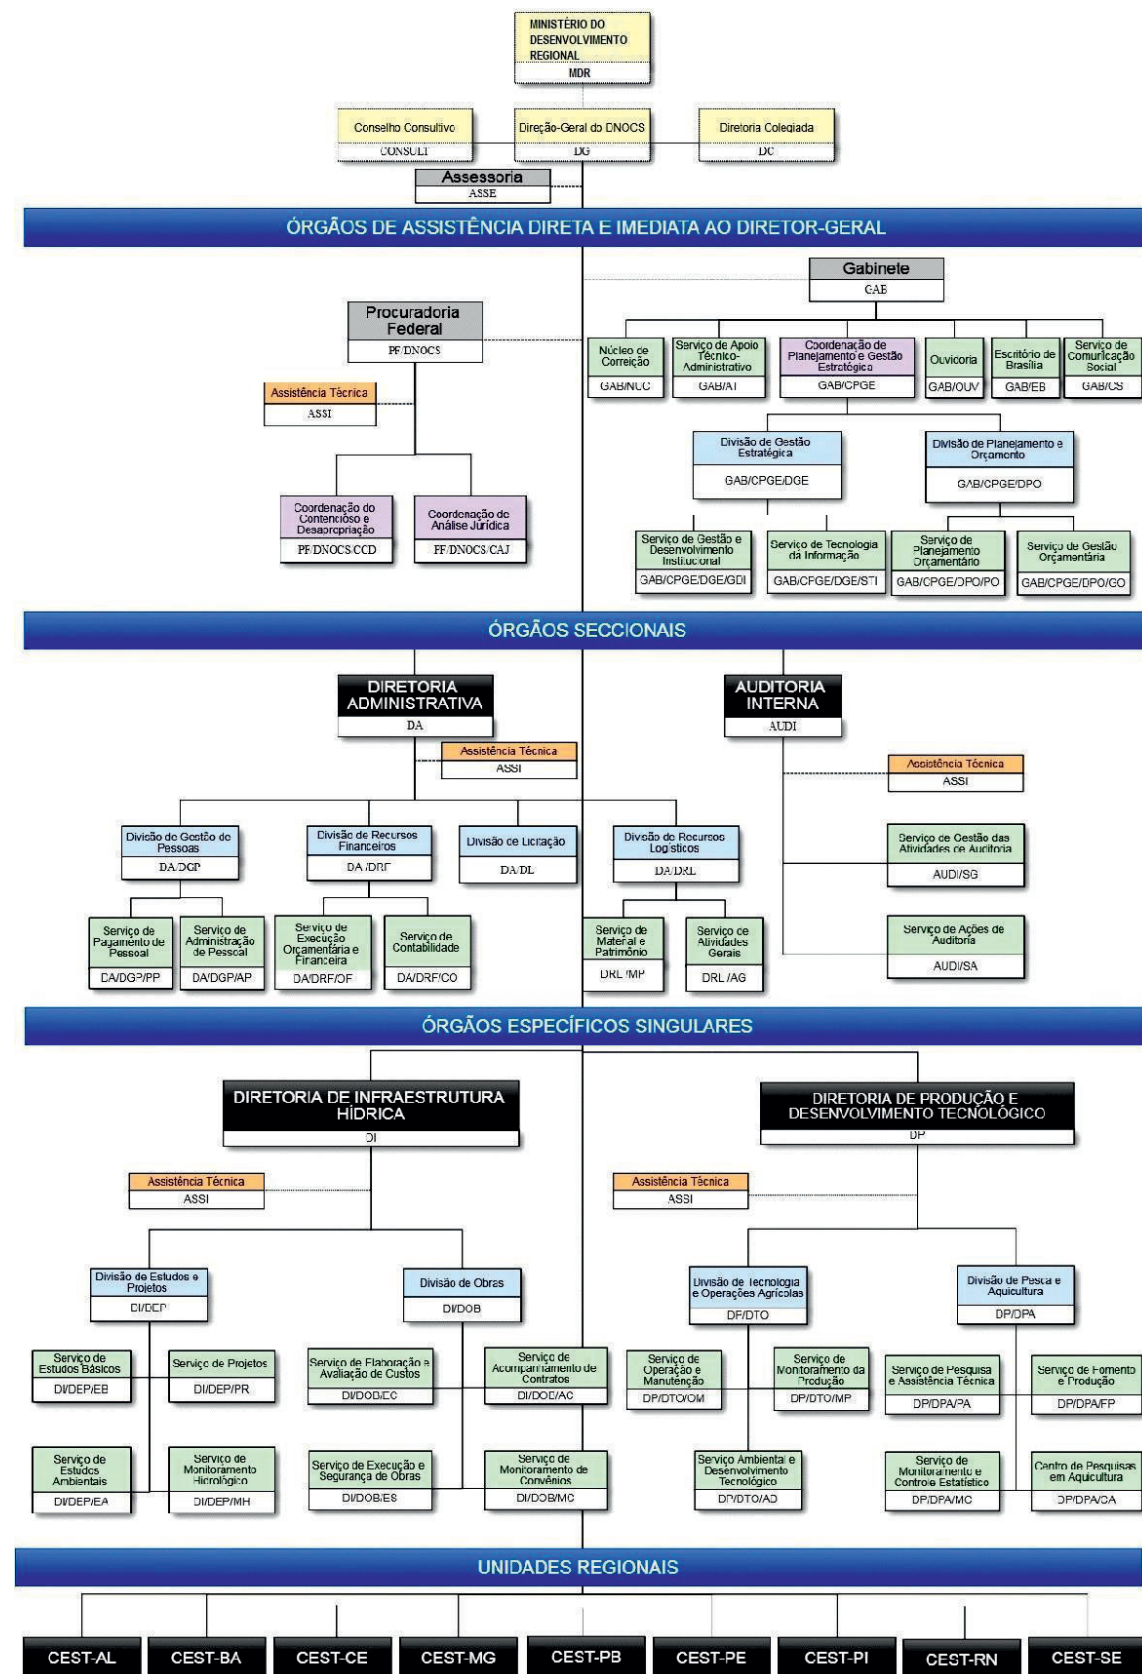 MINISTÉRIO DO
DESENVOLVIMENTO
REGIONAL
MDR
Conselho Consultivo
CONSULT
Direção-Geral do DNOCS
DG
Diretoria Colegiada
DC
Assessoria
ASSE
ÓRGÃOS DE ASSISTÊNCIA DIRETA E IMEDIATA AO DIRETOR-GERAL
Gabinete
GAB
Procuradoria
Federal
PF/DNOCS
Núcleo de
Correição
GAB/NUC
Serviço de Apoio
Técnico-
Administrativo
GAB/AT
Coordenação de
Planejamento e Gestão
Estratégica
GAB/CPGE
Ouvidoria
GAB/OUV
Escritório de
Brasília
GAB/EB
Serviço de
Comunicação
Social
GAB/CS
Assistência Técnica
ASSI
Divisão de Gestão
Estratégica
GAB/CPGE/DGE
Divisão de Planejamento e
Orçamento
GAB/CPGE/DPO
Coordenação do
Contencioso e
Desapropriação
PF/DNOCS/CCD
Coordenação de
Análise Jurídica
PF/DNOCS/CAJ
Serviço de Gestão e
Desenvolvimento
Institucional
GAB/CPGE/DGE/GDI
Serviço de Tecnologia
da Informação
GAB/CPGE/DGE/STI
Serviço de
Planejamento
Orçamentário
GAB/CPGE/DPO/PO
Serviço de Gestão
Orçamentária
GAB/CPGE/DPO/GO
ÓRGÃOS SECCIONAIS
DIRETORIA
ADMINISTRATIVA
DA
AUDITORIA
INTERNA
AUDI
Assistência Técnica
ASSI
Assistência Técnica
ASSI
Divisão de Gestão de
Pessoas
DA/DGP
Divisão de Recursos
Financeiros
DA /DRF
Divisão de Licitação
DA/DL
Divisão de Recursos
Logísticos
DA/DRL
Serviço de Gestão das
Atividades de Auditoria
AUDI/SG
Serviço de
Pagamento de
Pessoal
DA/DGP/PP
Serviço de
Administração
de Pessoal
DA/DGP/AP
Serviço de
Execução
Orçamentária e
Financeira
DA/DRF/OF
Serviço de
Contabilidade
DA/DRF/CO
Serviço de
Material e
Patrimônio
DRL /MP
Serviço de
Atividades
Gerais
DRL /AG
Serviço de Ações de
Auditoria
AUDI/SA
ÓRGÃOS ESPECÍFICOS SINGULARES
DIRETORIA DE INFRAESTRUTURA
HÍDRICA
DI
DIRETORIA DE PRODUÇÃO E
DESENVOLVIMENTO TECNOLÓGICO
DP
Assistência Técnica
ASSI
Assistência Técnica
ASSI
Divisão de Estudos e
Projetos
DI/DEP
Divisão de Obras
DI/DOB
Divisão de Tecnologia
e Operações Agrícolas
DP/DTO
Divisão de Pesca e
Aquicultura
DP/DPA
Serviço de
Estudos Básicos
DI/DEP/EB
Serviço de Projetos
DI/DEP/PR
Serviço de Elaboração e
Avaliação de Custos
DI/DOB/EC
Serviço de
Acompanhamento de
Contratos
DI/DOB/AC
Serviço de
Operação e
Manutenção
DP/DTO/OM
Serviço de
Monitoramento da
Produção
DP/DTO/MP
Serviço de Pesquisa
e Assistência Técnica
DP/DPA/PA
Serviço de Fomento
e Produção
DP/DPA/FP
Serviço de
Estudos
Ambientais
DI/DEP/EA
Serviço de
Monitoramento
Hidrológico
DI/DEP/MH
Serviço de Execução e
Segurança de Obras
DI/DOB/ES
Serviço de
Monitoramento de
Convênios
DI/DOB/MC
Serviço Ambiental e
Desenvolvimento
Tecnológico
DP/DTO/AD
Serviço de
Monitoramento e
Controle Estatístico
DP/DPA/MC
Centro de Pesquisas
em Aquicultura
DP/DPA/CA
UNIDADES REGIONAIS
CEST-AL
CEST-BA
CEST-CE
CEST-MG
CEST-PB
CEST-PE
CEST-PI
CEST-RN
CEST-SE